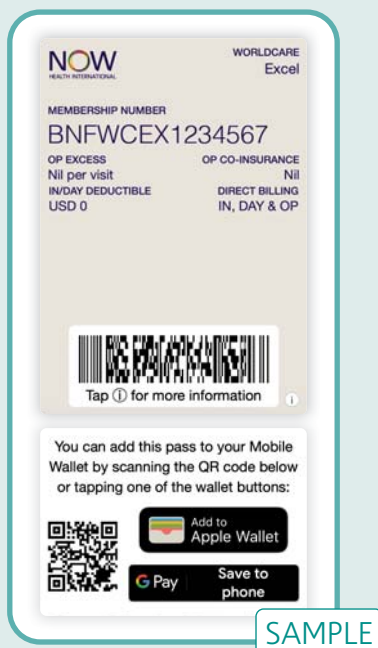 NOW
HEALTH INTERNATIONAL
WORLDCARE
Excel
MEMBERSHIP NUMBER
BNFWCEX1234567
OP EXCESS OP CO-INSURANCE
Nil per visit Nil
IN/DAY DEDUCTIBLE DIRECT BILLING
USD 0 IN, DAY & OP
Tap ⓘ for more information
You can add this pass to your Mobile
Wallet by scanning the QR code below
or tapping one of the wallet buttons:
Add to
Apple Wallet
G Pay
Save to
phone
SAMPLE